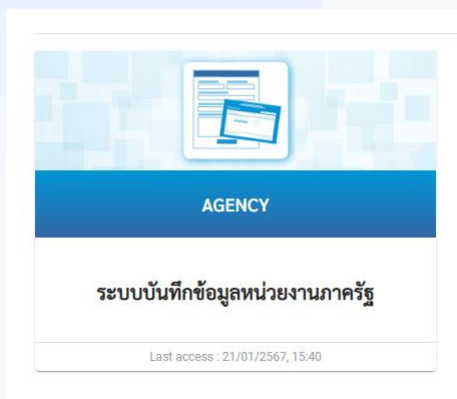 AGENCY
ระบบบันทึกข้อมูลหน่วยงานภาครัฐ
Last access : 21/01/2567, 15:40